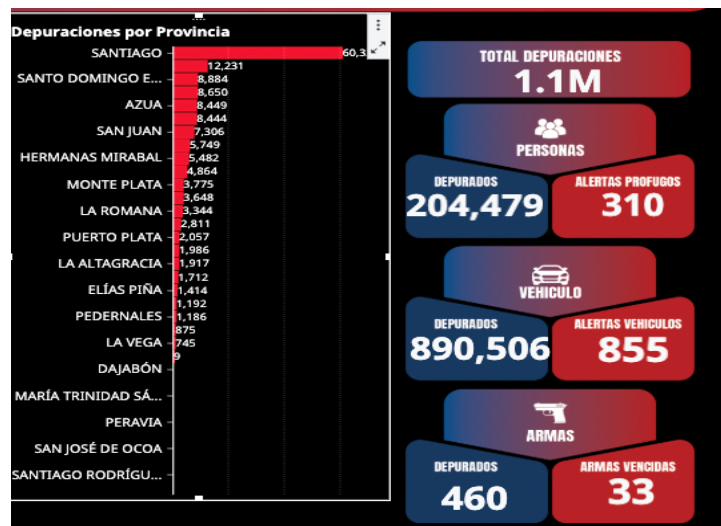 Depuraciones por Provincia
SANTIAGO 60,3
12,231
SANTO DOMINGO E... 8,884
8,650
AZUA 8,449
8,444
SAN JUAN 7,306
5,749
HERMANAS MIRABAL 5,482
4,864
MONTE PLATA 3,775
3,648
LA ROMANA 3,344
2,811
PUERTO PLATA 2,057
1,986
LA ALTAGRACIA 1,917
1,712
ELÍAS PIÑA 1,414
1,192
PEDERNALES 1,186
875
LA VEGA 745
9
DAJABÓN
MARÍA TRINIDAD SÁ...
PERAVIA
SAN JOSÉ DE OCOA
SANTIAGO RODRÍGU...
TOTAL DEPURACIONES
1.1M
PERSONAS
DEPURADOS
204,479
ALERTAS PROFUGOS
310
VEHICULO
DEPURADOS
890,506
ALERTAS VEHICULOS
855
ARMAS
DEPURADOS
460
ARMAS VENCIDAS
33